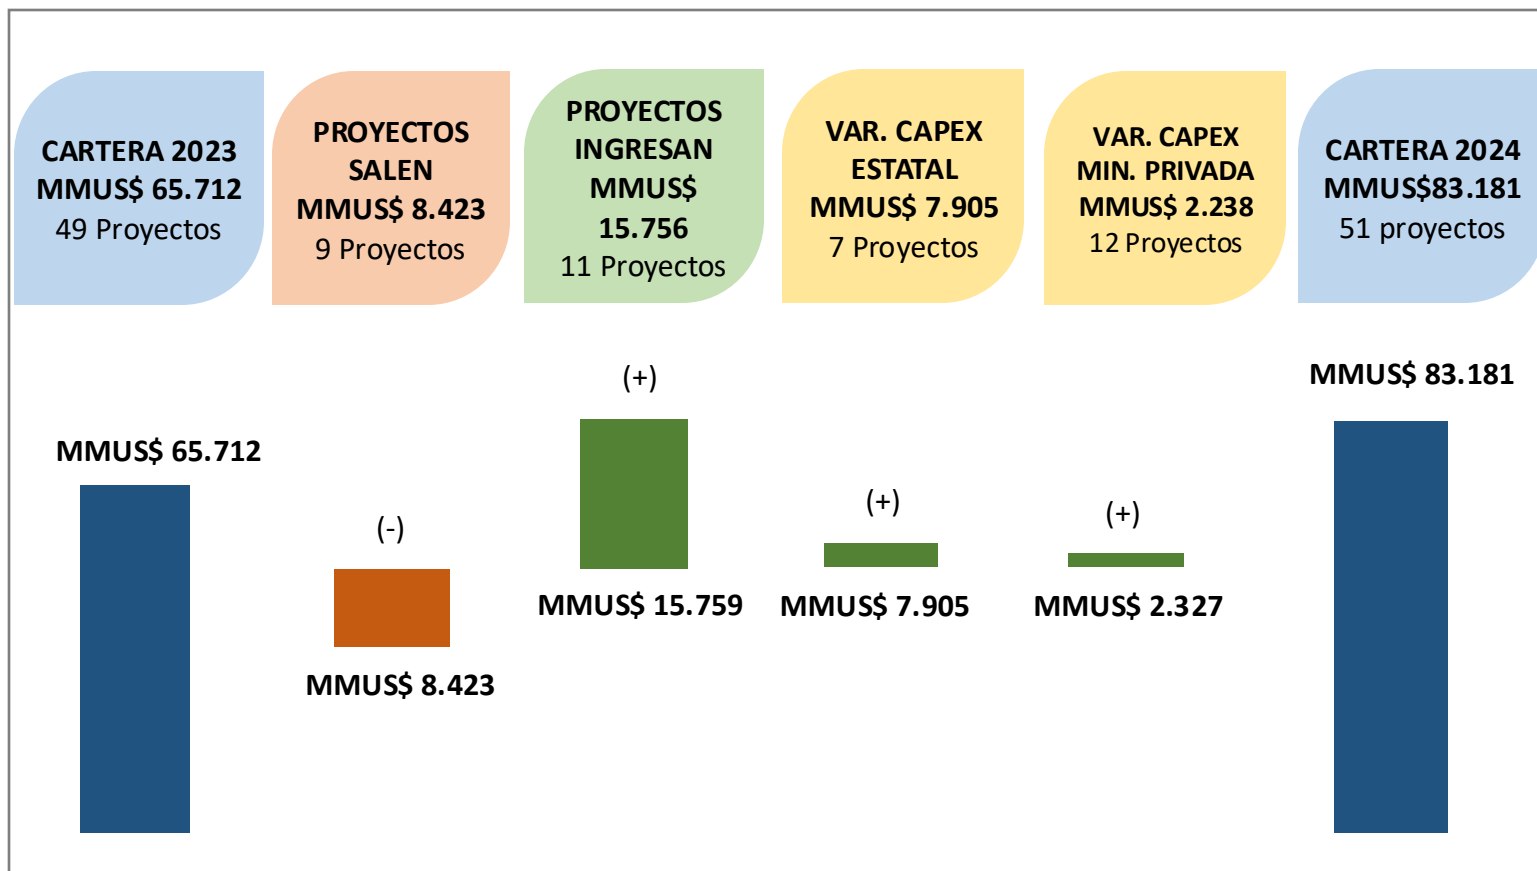 CARTERA 2023
MMUS$ 65.712
49 Proyectos
PROYECTOS
SALEN
MMUS$ 8.423
9 Proyectos
PROYECTOS
INGRESAN
MMUS$
15.756
11 Proyectos
VAR. CAPEX
ESTATAL
MMUS$ 7.905
7 Proyectos
VAR. CAPEX
MIN. PRIVADA
MMUS$ 2.238
12 Proyectos
CARTERA 2024
MMUS$83.181
51 proyectos
MMUS$ 65.712
(-)
MMUS$ 8.423
(+)
MMUS$ 15.759
(+)
MMUS$ 7.905
(+)
MMUS$ 2.327
MMUS$ 83.181